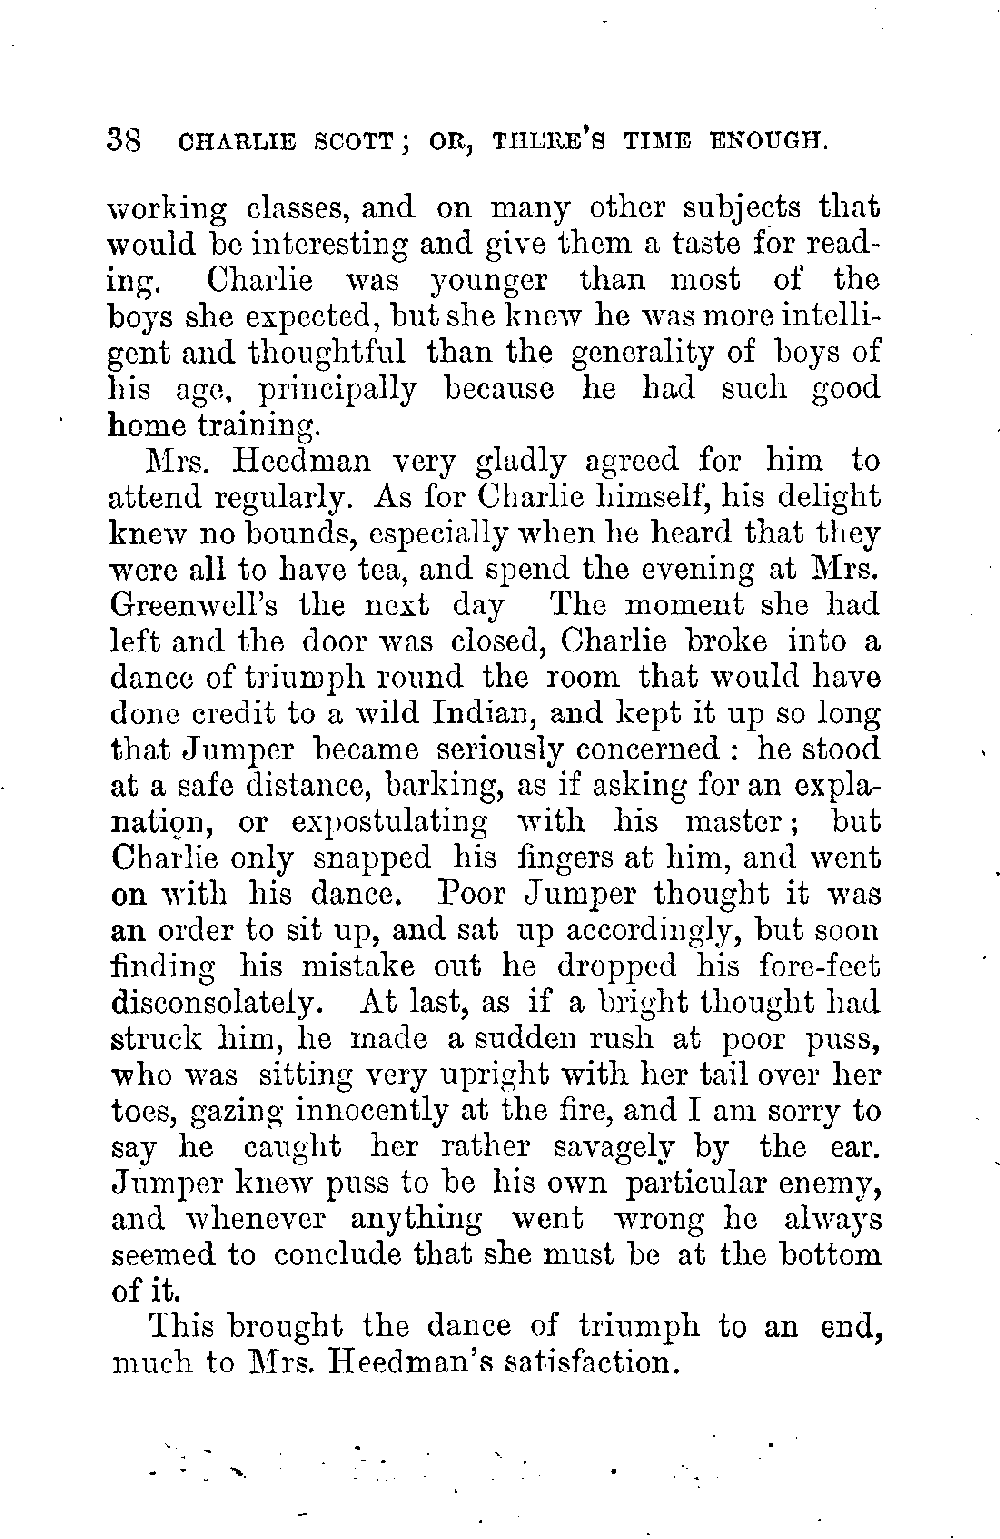 38 CHARLIE SCOTT; OR, THERE'S TIME ENOUGH.
working classes, and on many other subjects that
would be interesting and give them a taste for read-
ing. Charlie was younger than most of the
boys she expected, but she knew he was more intelli-
gent and thoughtful than the generality of boys of
his age, principally because he had such good
home training.
Mrs. Heedman very gladly agreed for him to
attend regularly. As for Charlie himself, his delight
knew no bounds, especially when he heard that they
were all to have tea, and spend the evening at Mrs.
Greenwell's the next day The moment she had
left and the door was closed, Charlie broke into a
dance of triumph round the room that would have
done credit to a wild Indian, and kept it up so long
that Jumper became seriously concerned : he stood
at a safe distance, barking, as if asking for an expla-
nation, or expostulating with his master; but
Charlie only snapped his fingers at him, and went
on with his dance. Poor Jumper thought it was
an order to sit up, and sat up accordingly, but soon
finding his mistake out he dropped his fore-feet
disconsolately. At last, as if a bright thought had
struck him, he made a sudden rush at poor puss,
who was sitting very upright with her tail over her
toes, gazing innocently at the fire, and I am sorry to
say he caught her rather savagely by the ear.
Jumper knew puss to be his own particular enemy,
and whenever anything went wrong he always
seemed to conclude that she must be at the bottom
of it.
This brought the dance of triumph to an end,
much to Mrs. Heedman's satisfaction.